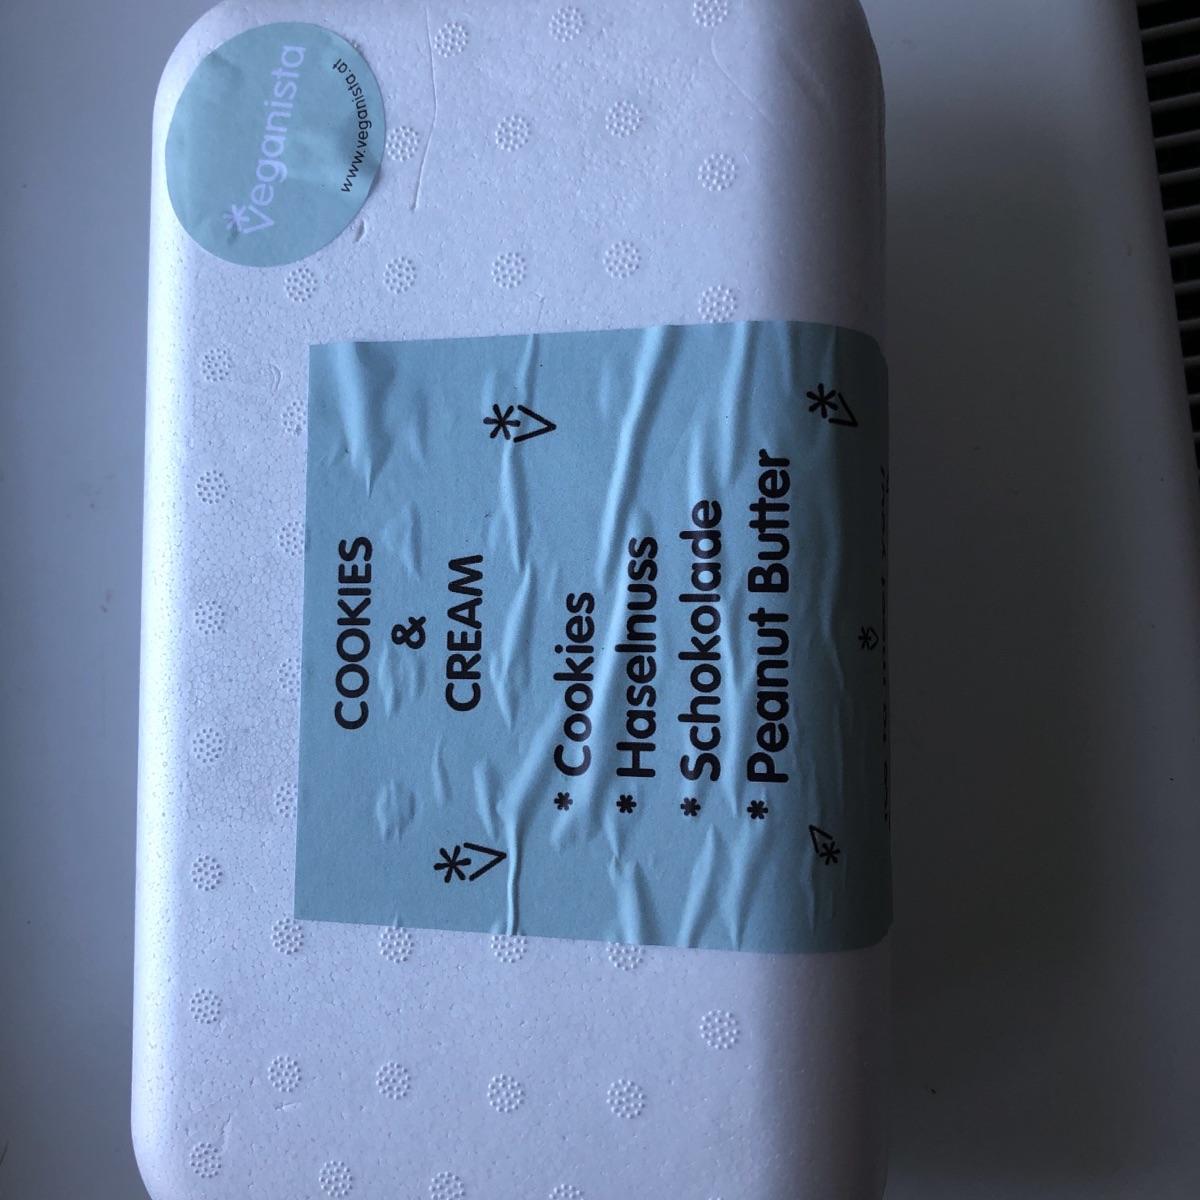 Veganista
www.veganista.at
COOKIES
&
CREAM
* Cookies
* Haselnuss
* Schokolade
* Peanut Butter